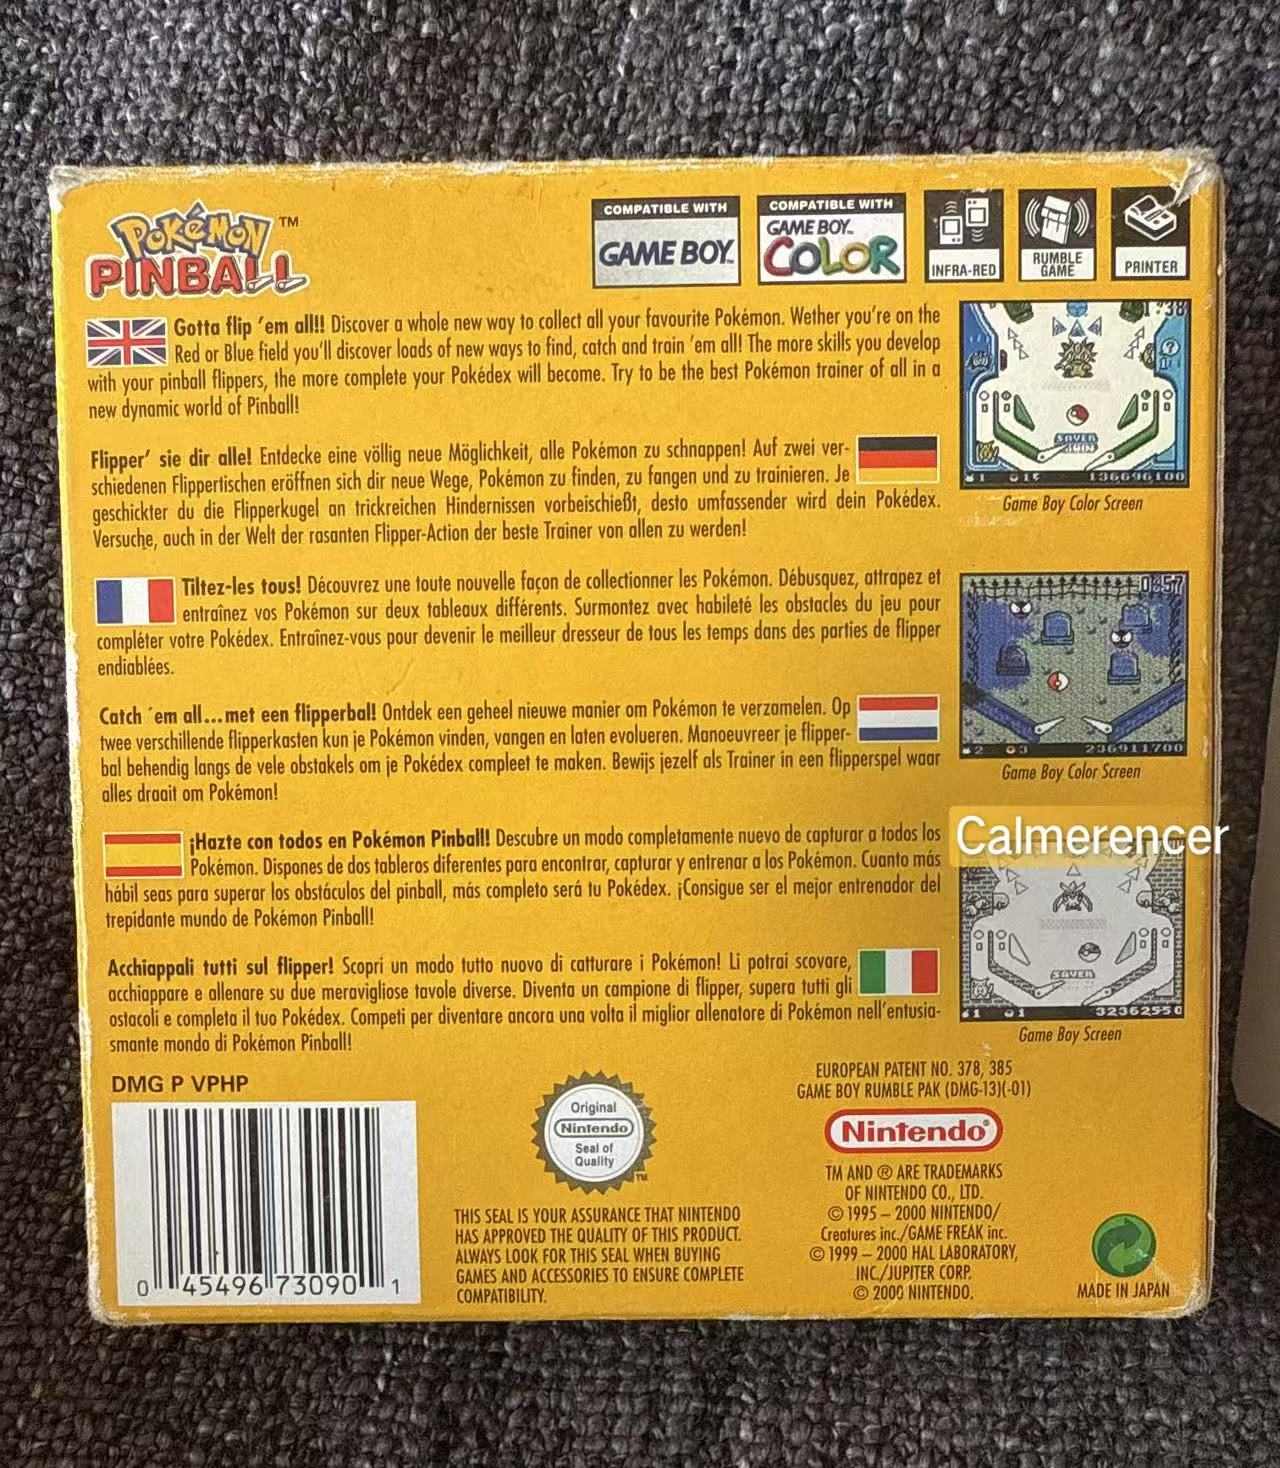 Pokémon™
PINBALL
COMPATIBLE WITH
GAME BOY™
COMPATIBLE WITH
GAME BOY™
COLOR
INFRA-RED
RUMBLE
GAME
PRINTER
Gotta flip 'em all!! Discover a whole new way to collect all your favourite Pokémon. Wether you're on the
Red or Blue field you'll discover loads of new ways to find, catch and train 'em all! The more skills you develop
with your pinball flippers, the more complete your Pokédex will become. Try to be the best Pokémon trainer of all in a
new dynamic world of Pinball!
1:38
SAVER
136696100
Game Boy Color Screen
Flipper' sie dir alle! Entdecke eine völlig neue Möglichkeit, alle Pokémon zu schnappen! Auf zwei ver-
schiedenen Flippertischen eröffnen sich dir neue Wege, Pokémon zu finden, zu fangen und zu trainieren. Je
geschickter du die Flipperkugel an trickreichen Hindernissen vorbeischießt, desto umfassender wird dein Pokédex.
Versuche, auch in der Welt der rasanten Flipper-Action der beste Trainer von allen zu werden!
Tiltez-les tous! Découvrez une toute nouvelle façon de collectionner les Pokémon. Débusquez, attrapez et
entraînez vos Pokémon sur deux tableaux différents. Surmontez avec habileté les obstacles du jeu pour
compléter votre Pokédex. Entraînez-vous pour devenir le meilleur dresseur de tous les temps dans des parties de flipper
endiablées.
0:57
2 3 236911700
Game Boy Color Screen
Catch ´em all...met een flipperbal! Ontdek een geheel nieuwe manier om Pokémon te verzamelen. Op
twee verschillende flipperkasten kun je Pokémon vinden, vangen en laten evolueren. Manoeuvreer je flipper-
bal behendig langs de vele obstakels om je Pokédex compleet te maken. Bewijs jezelf als Trainer in een flipperspel waar
alles draait om Pokémon!
Calmerencer
¡Hazte con todos en Pokémon Pinball! Descubre un modo completamente nuevo de capturar a todos los
Pokémon. Dispones de dos tableros diferentes para encontrar, capturar y entrenar a los Pokémon. Cuanto más
hábil seas para superar los obstáculos del pinball, más completo será tu Pokédex. ¡Consigue ser el mejor entrenador del
trepidante mundo de Pokémon Pinball!
SAVER
1 1 32362550
Game Boy Screen
Acchiappali tutti sul flipper! Scopri un modo tutto nuovo di catturare i Pokémon! Li potrai scovare,
acchiappare e allenare su due meravigliose tavole diverse. Diventa un campione di flipper, supera tutti gli
ostacoli e completa il tuo Pokédex. Competi per diventare ancora una volta il miglior allenatore di Pokémon nell'entusia-
smante mondo di Pokémon Pinball!
DMG P VPHP
0 45496 73090 1
Original
Nintendo
Seal of
Quality
TM
THIS SEAL IS YOUR ASSURANCE THAT NINTENDO
HAS APPROVED THE QUALITY OF THIS PRODUCT.
ALWAYS LOOK FOR THIS SEAL WHEN BUYING
GAMES AND ACCESSORIES TO ENSURE COMPLETE
COMPATIBILITY.
EUROPEAN PATENT NO. 378, 385
GAME BOY RUMBLE PAK (DMG-13)(-01)
Nintendo®
TM AND ® ARE TRADEMARKS
OF NINTENDO CO., LTD.
© 1995 – 2000 NINTENDO/
Creatures inc./GAME FREAK inc.
© 1999 – 2000 HAL LABORATORY,
INC./JUPITER CORP.
© 2000 NINTENDO.
MADE IN JAPAN